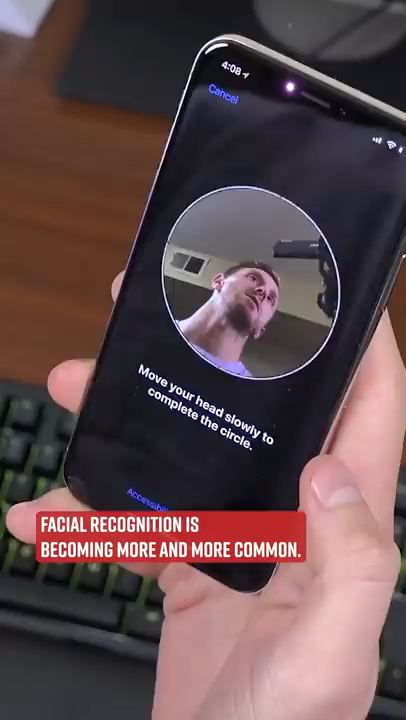 4:08
Cancel
Move your head slowly to
complete the circle.
FACIAL RECOGNITION IS
BECOMING MORE AND MORE COMMON.